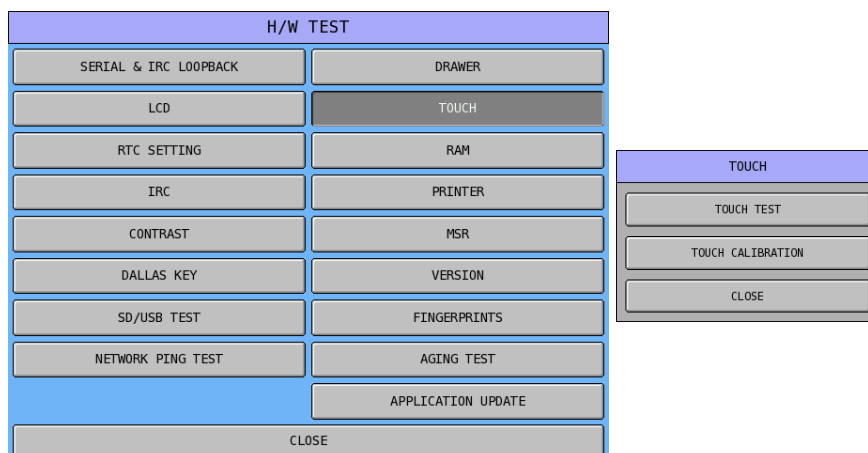 H/W TEST
SERIAL & IRC LOOPBACK
DRAWER
LCD
TOUCH
RTC SETTING
RAM
IRC
PRINTER
CONTRAST
MSR
DALLAS KEY
VERSION
SD/USB TEST
FINGERPRINTS
NETWORK PING TEST
AGING TEST
APPLICATION UPDATE
CLOSE
TOUCH
TOUCH TEST
TOUCH CALIBRATION
CLOSE